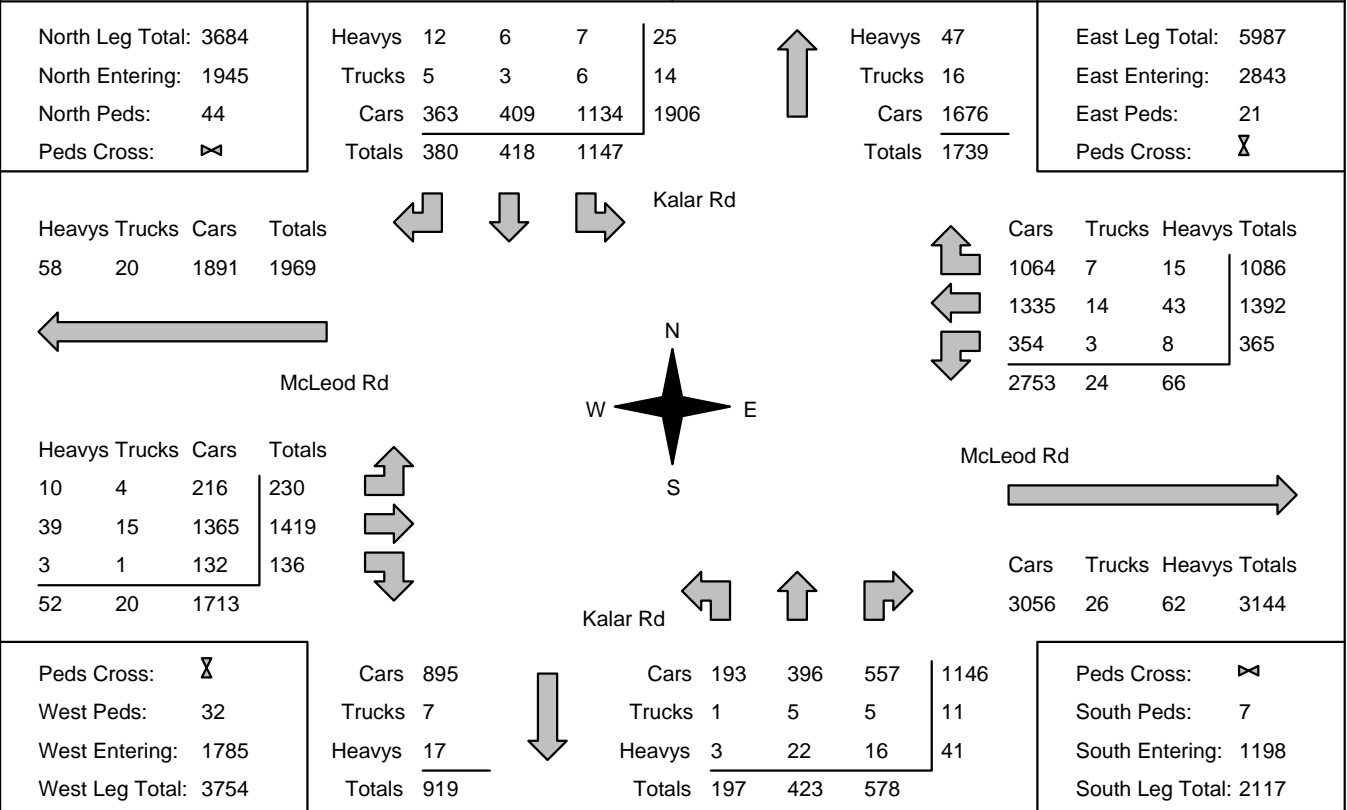 North Leg Total: 3684
North Entering: 1945
North Peds: 44
Peds Cross:
Heavys 12 6 7 25
Trucks 5 3 6 14
Cars 363 409 1134 1906
Totals 380 418 1147
Heavys 47
Trucks 16
Cars 1676
Totals 1739
East Leg Total: 5987
East Entering: 2843
East Peds: 21
Peds Cross:
Kalar Rd
Heavys Trucks Cars Totals
58 20 1891 1969
Cars Trucks Heavys Totals
1064 7 15 1086
1335 14 43 1392
354 3 8 365
2753 24 66
McLeod Rd
N
W E
S
Heavys Trucks Cars Totals
10 4 216 230
39 15 1365 1419
3 1 132 136
52 20 1713
McLeod Rd
Cars Trucks Heavys Totals
3056 26 62 3144
Kalar Rd
Peds Cross:
West Peds: 32
West Entering: 1785
West Leg Total: 3754
Cars 895
Trucks 7
Heavys 17
Totals 919
Cars 193 396 557 1146
Trucks 1 5 5 11
Heavys 3 22 16 41
Totals 197 423 578
Peds Cross:
South Peds: 7
South Entering: 1198
South Leg Total: 2117